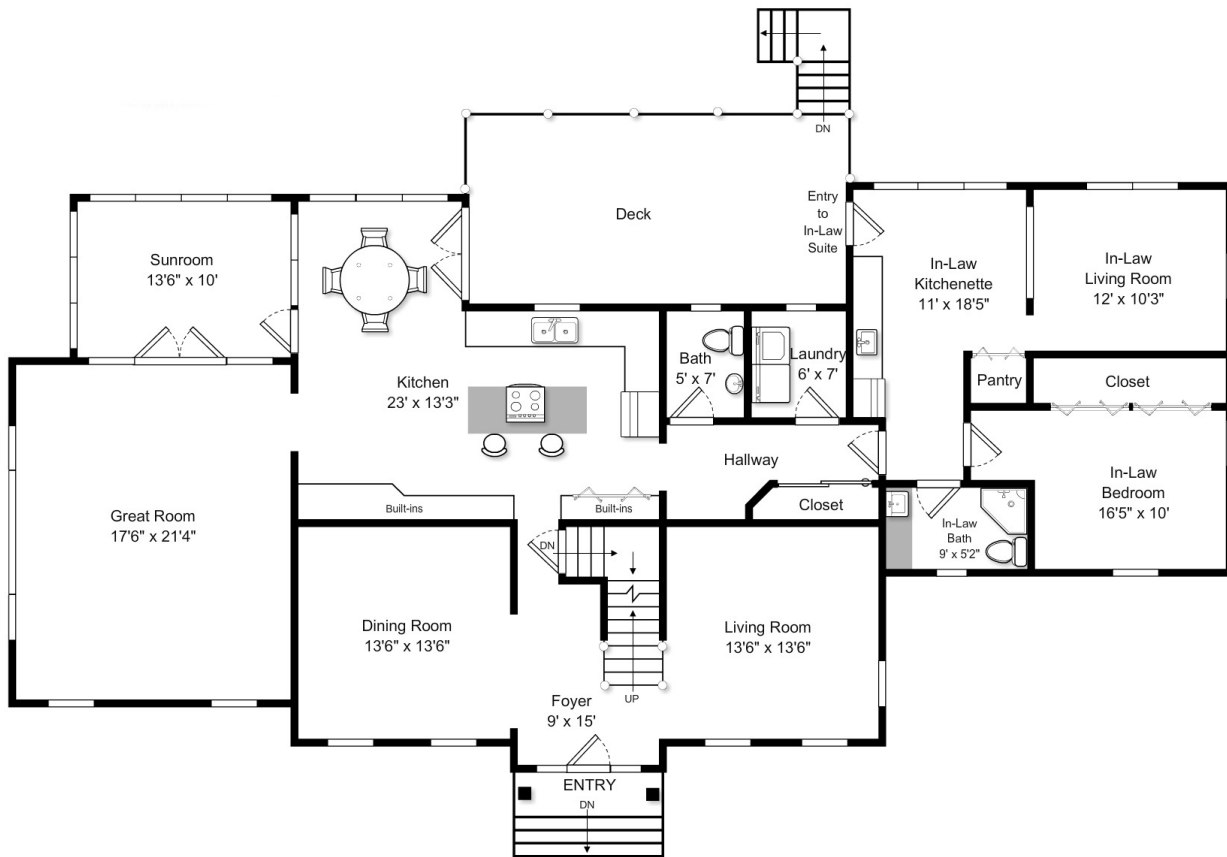 DN
Deck
Entry
to
In-Law
Suite
Sunroom
13'6" x 10'
In-Law
Kitchenette
11' x 18'5"
In-Law
Living Room
12' x 10'3"
Bath
5' x 7'
Laundry
6' x 7'
Pantry
Closet
Kitchen
23' x 13'3"
Hallway
Closet
In-Law
Bedroom
16'5" x 10'
Great Room
17'6" x 21'4"
Built-ins
Built-ins
In-Law
Bath
9' x 5'2"
DN
Dining Room
13'6" x 13'6"
Living Room
13'6" x 13'6"
Foyer
9' x 15'
UP
ENTRY
DN